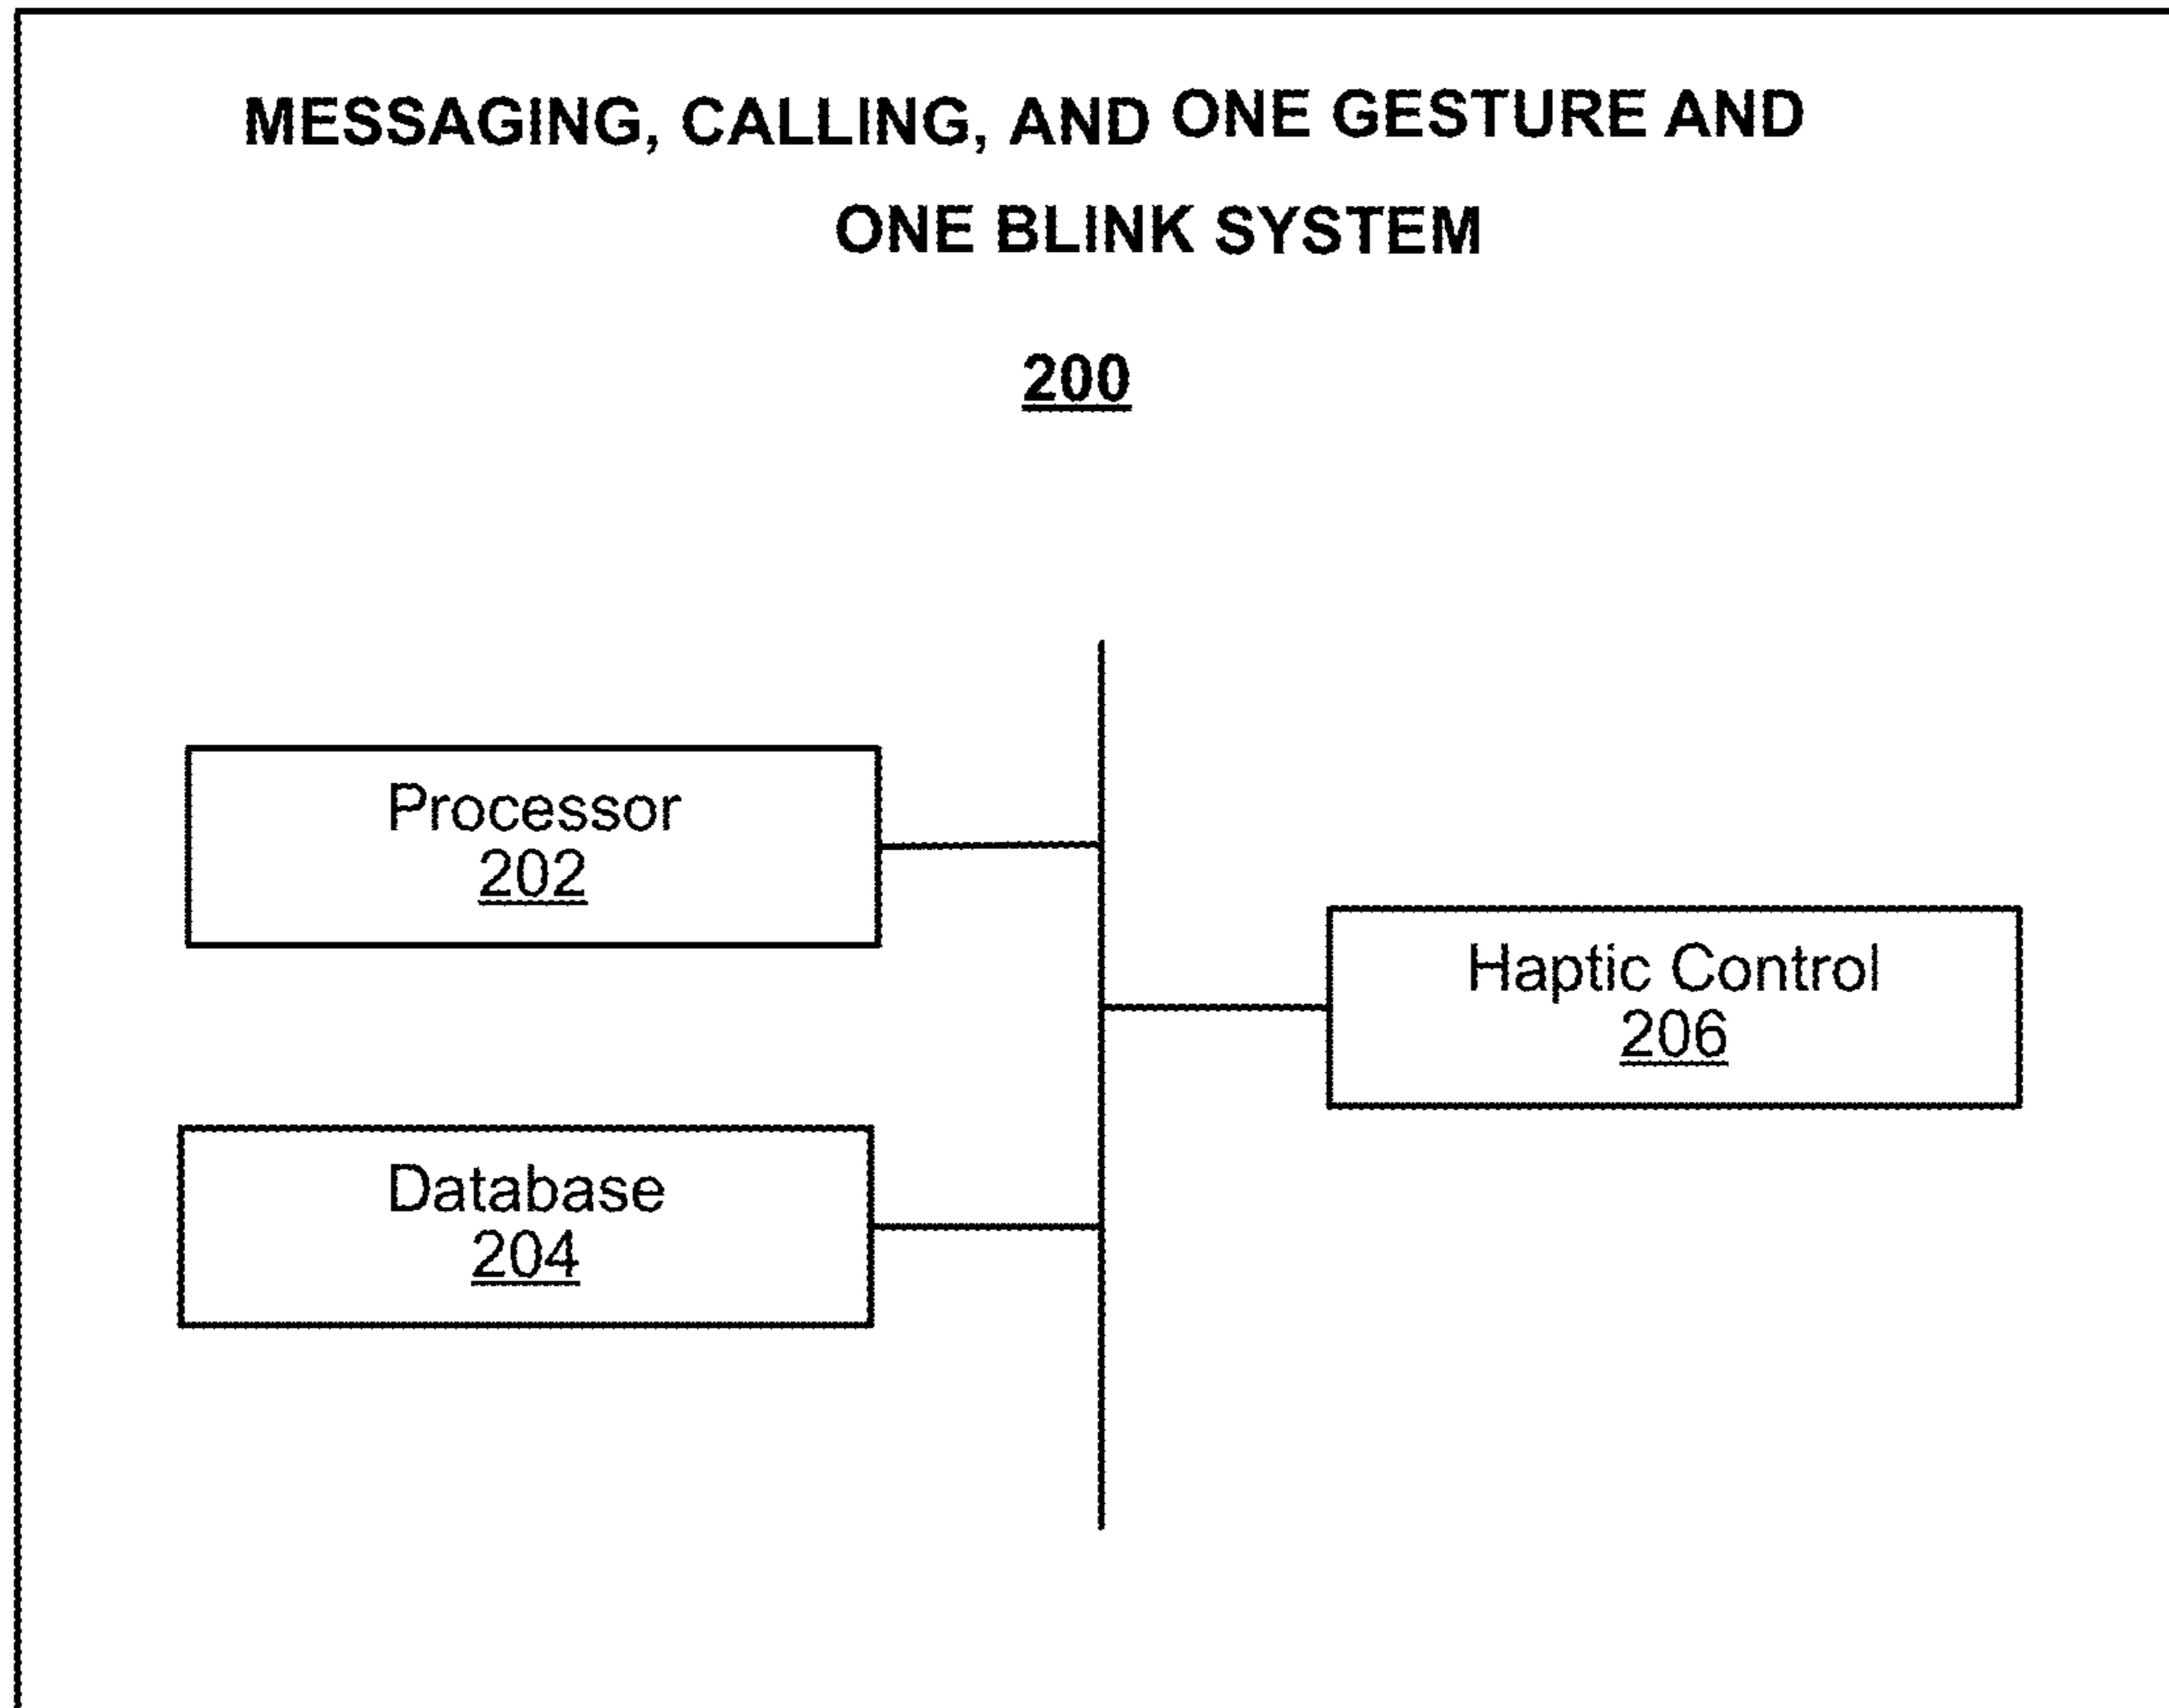 MESSAGING, CALLING, AND ONE GESTURE AND
ONE BLINK SYSTEM
200
Processor
202
Haptic Control
206
Database
204